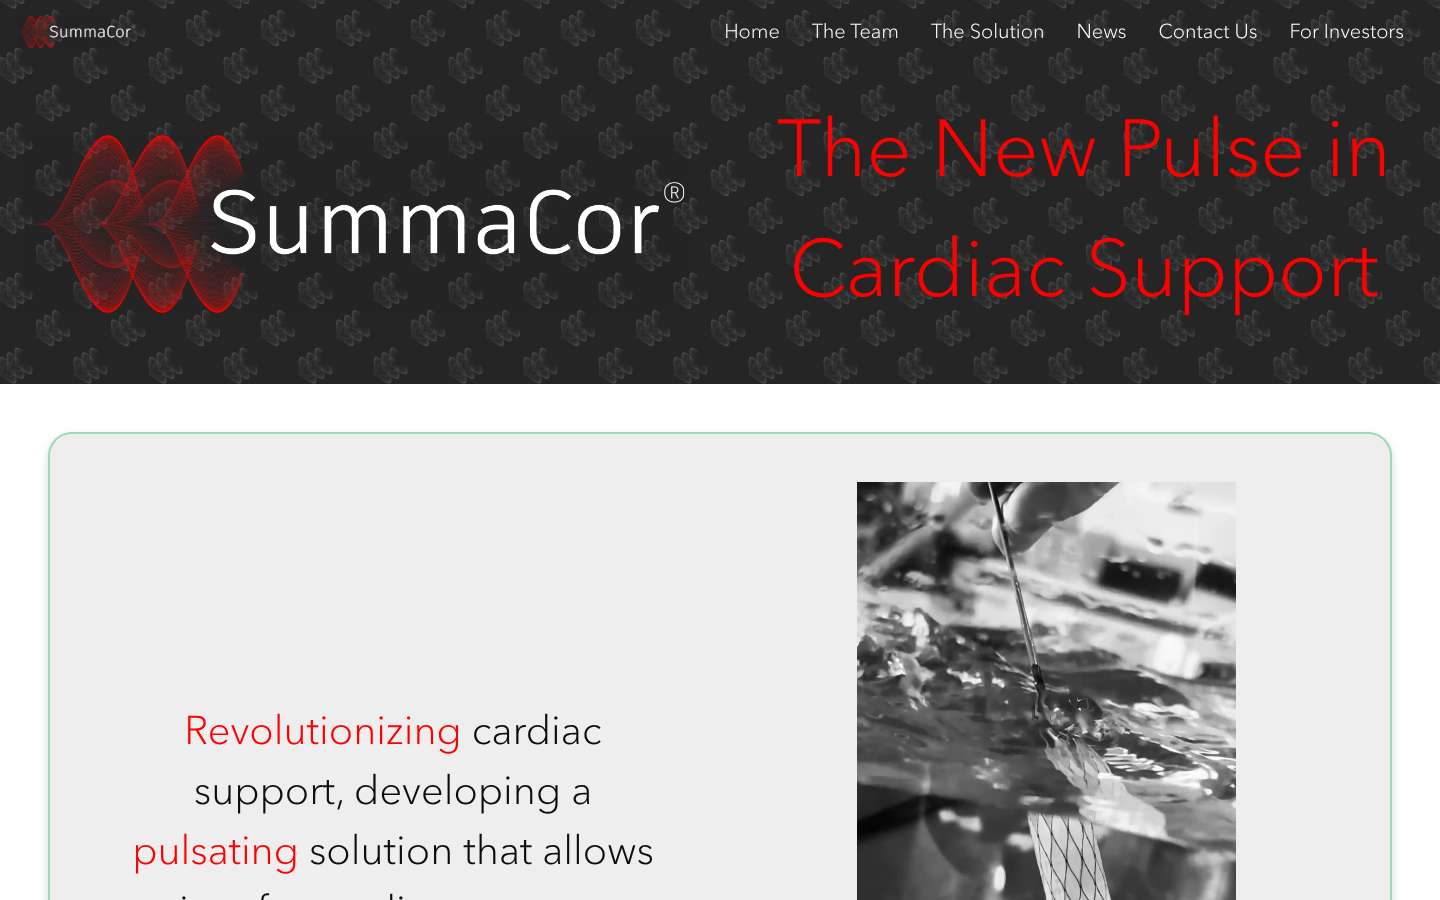 SummaCor
Home
The Team
The Solution
News
Contact Us
For Investors
SummaCor®
The New Pulse in
Cardiac Support
Revolutionizing cardiac
support, developing a
pulsating solution that allows